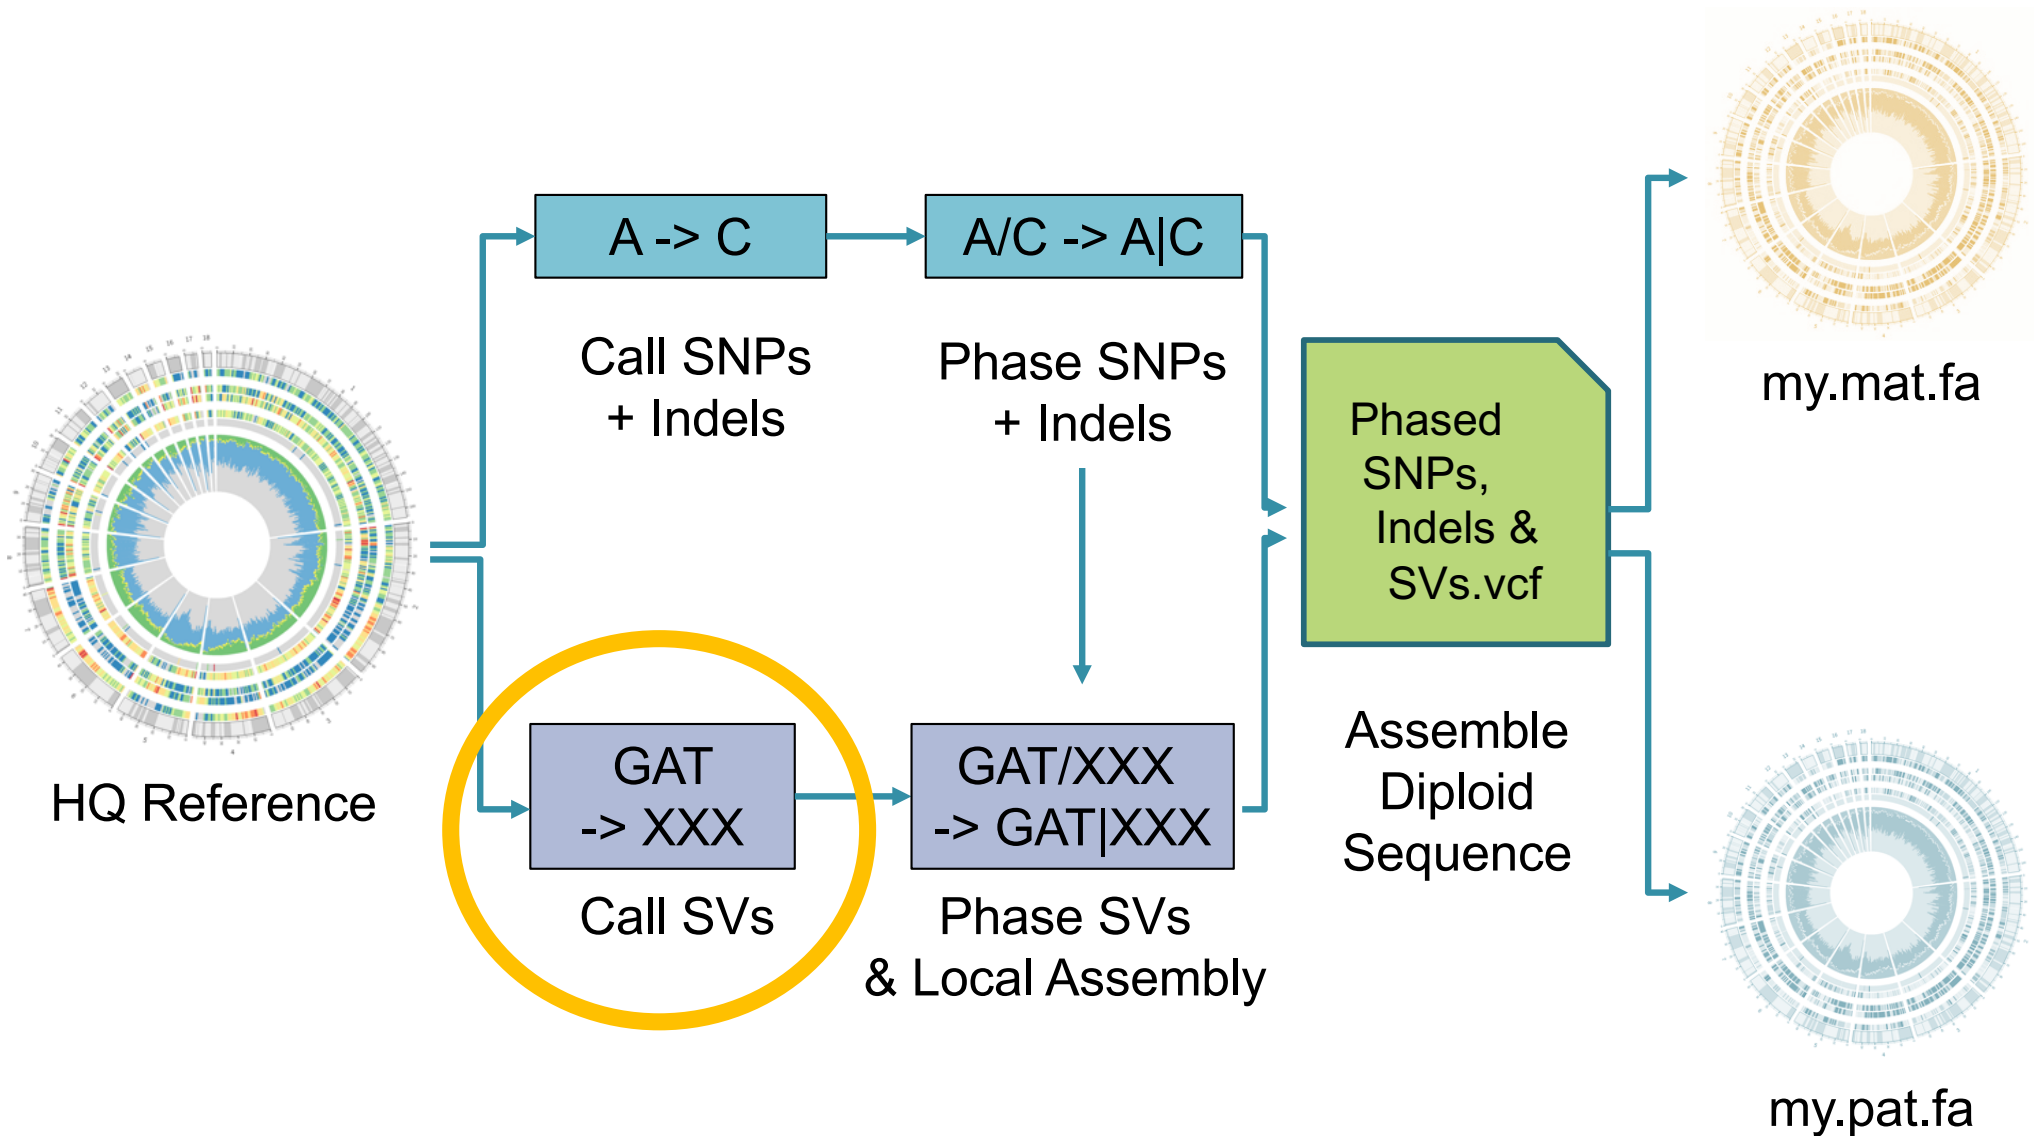 HQ Reference
A -> C
Call SNPs
+ Indels
A/C -> A|C
Phase SNPs
+ Indels
GAT
-> XXX
Call SVs
GAT/XXX
-> GAT|XXX
Phase SVs
& Local Assembly
Phased
SNPs,
Indels &
SVs.vcf
Assemble
Diploid
Sequence
my.mat.fa
my.pat.fa